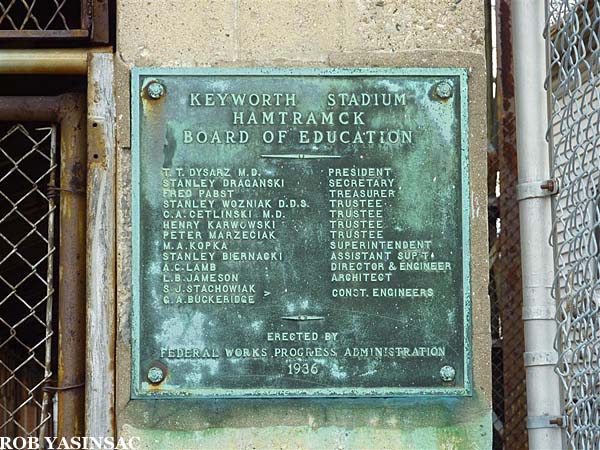 KEYWORTH STADIUM
HAMTRAMCK
BOARD OF EDUCATION
T. T. DYSARZ M.D. PRESIDENT
STANLEY DRAGANSKI SECRETARY
FRED PABST TREASURER
STANLEY WOZNIAK D.D.S. TRUSTEE
C.A. CETLINSKI M.D. TRUSTEE
HENRY KARWOWSKI TRUSTEE
PETER MARZECIAK TRUSTEE
M.A. KOPKA SUPERINTENDENT
STANLEY BIERNACKI ASSISTANT SUP'T.
A.C. LAMB DIRECTOR & ENGINEER
L.B. JAMESON ARCHITECT
S.J. STACHOWIAK
G.A. BUCKERIDGE > CONST. ENGINEERS
ERECTED BY
FEDERAL WORKS PROGRESS ADMINISTRATION
1936
ROB YASINSAC